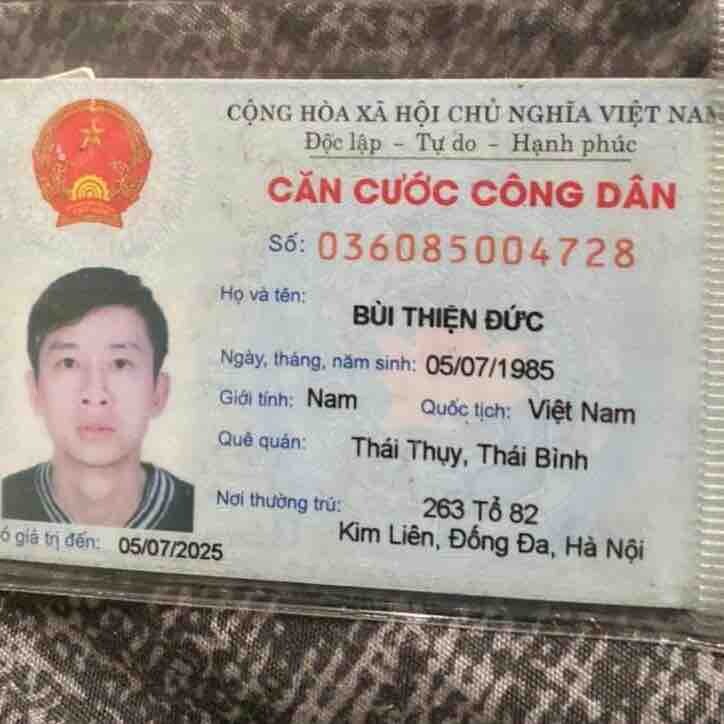 CỘNG HÒA XÃ HỘI CHỦ NGHĨA VIỆT NAM
Độc lập - Tự do - Hạnh phúc
CĂN CƯỚC CÔNG DÂN
Số: 036085004728
Họ và tên:
BÙI THIỆN ĐỨC
Ngày, tháng, năm sinh: 05/07/1985
Giới tính: Nam Quốc tịch: Việt Nam
Quê quán: Thái Thụy, Thái Bình
Nơi thường trú: 263 Tổ 82
Kim Liên, Đống Đa, Hà Nội
ó giá trị đến: 05/07/2025